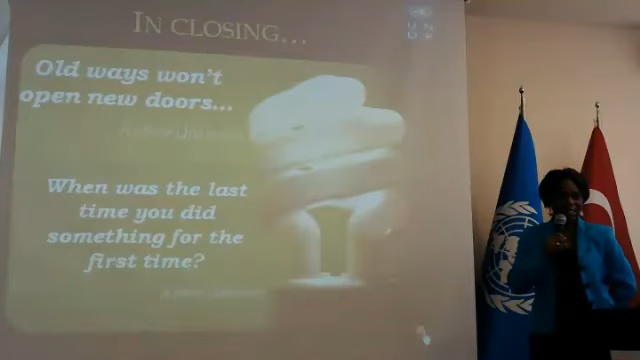 IN CLOSING...
Old ways won't
open new doors...
When was the last
time you did
something for the
first time?